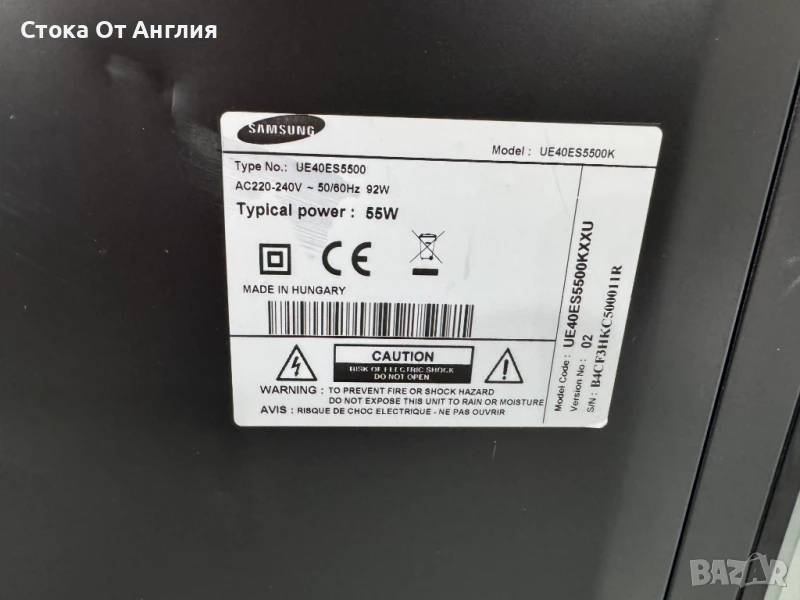 Стока От Англия
SAMSUNG
Model : UE40ES5500K
Type No.: UE40ES5500
AC220-240V ~ 50/60Hz 92W
Typical power : 55W
CE
MADE IN HUNGARY
CAUTION
RISK OF ELECTRIC SHOCK
DO NOT OPEN
WARNING : TO PREVENT FIRE OR SHOCK HAZARD
DO NOT EXPOSE THIS UNIT TO RAIN OR MOISTURE
AVIS : RISQUE DE CHOC ELECTRIQUE - NE PAS OUVRIR
Model Code : UE40ES5500KXXU
Version No : 02
S/N : B4CF3HKC500011R
BAZAR